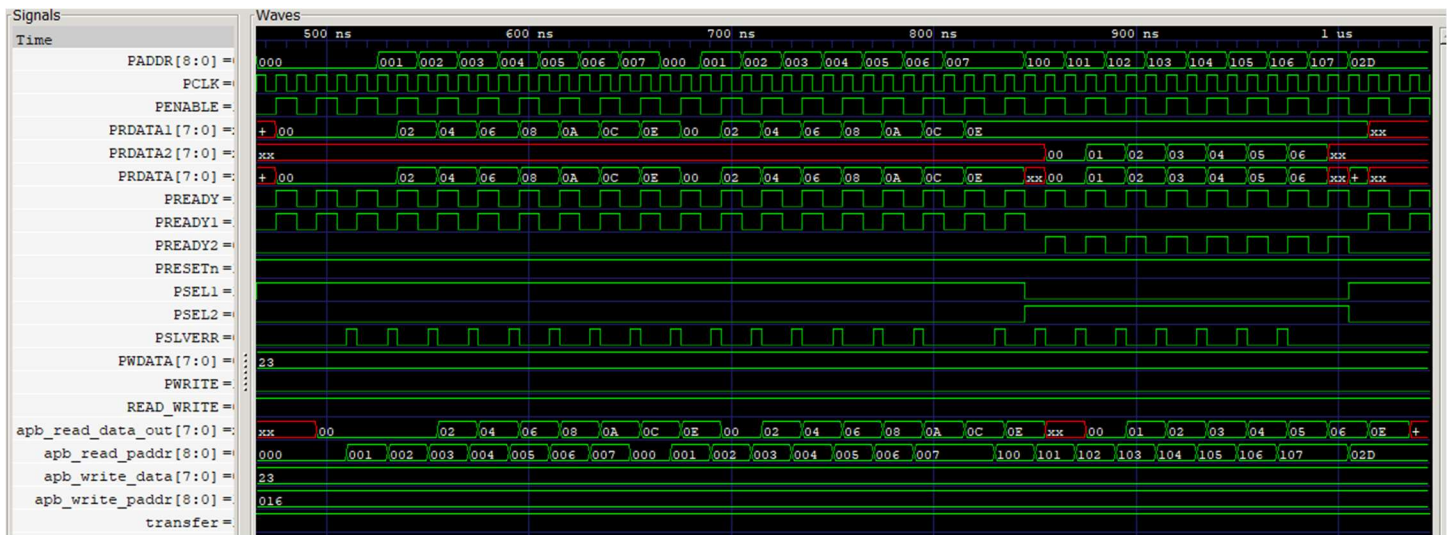 Signals
Waves
Time
500 ns 600 ns 700 ns 800 ns 900 ns 1 us
PADDR[8:0] = 000 001 002 003 004 005 006 007 000 001 002 003 004 005 006 007 100 101 102 103 104 105 106 107 02D
PCLK =
PENABLE =
PRDATA1[7:0] = + 00 02 04 06 08 0A 0C 0E 00 02 04 06 08 0A 0C 0E xx
PRDATA2[7:0] = xx 00 01 02 03 04 05 06 xx
PRDATA[7:0] = + 00 02 04 06 08 0A 0C 0E 00 02 04 06 08 0A 0C 0E xx 00 01 02 03 04 05 06 xx + xx
PREADY =
PREADY1 =
PREADY2 =
PRESETn =
PSEL1 =
PSEL2 =
PSLVERR =
PWDATA[7:0] = 23
PWRITE =
READ_WRITE =
apb_read_data_out[7:0] = xx 00 02 04 06 08 0A 0C 0E 00 02 04 06 08 0A 0C 0E xx 00 01 02 03 04 05 06 0E +
apb_read_paddr[8:0] = 000 001 002 003 004 005 006 007 000 001 002 003 004 005 006 007 100 101 102 103 104 105 106 107 02D
apb_write_data[7:0] = 23
apb_write_paddr[8:0] = 016
transfer =